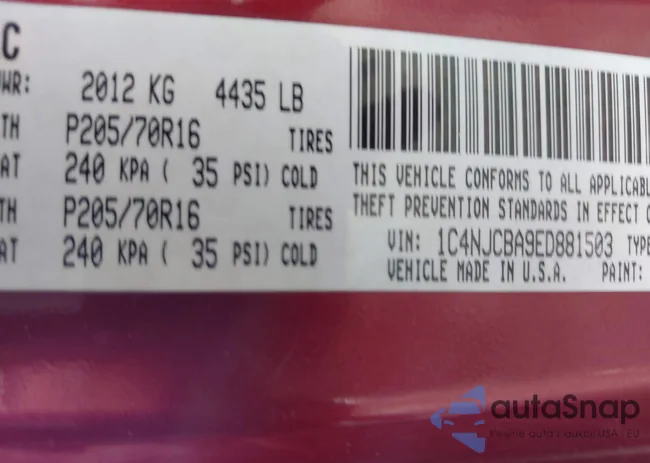 C
WR: 2012 KG 4435 LB
TH P205/70R16 TIRES
AT 240 KPA ( 35 PSI) COLD
TH P205/70R16 TIRES
AT 240 KPA ( 35 PSI) COLD
THIS VEHICLE CONFORMS TO ALL APPLICABL
THEFT PREVENTION STANDARDS IN EFFECT O
VIN: 1C4NJCBA9ED881503 TYPE
VEHICLE MADE IN U.S.A. PAINT:
autaSnap